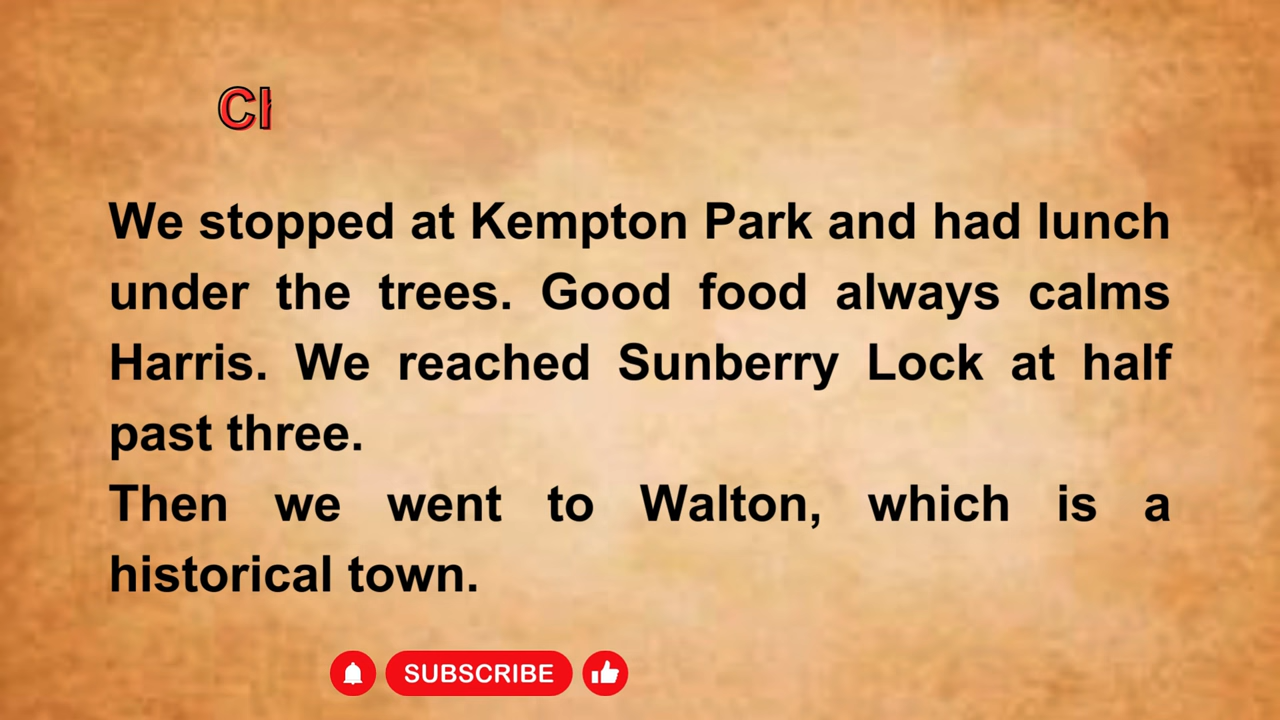 We stopped at Kempton Park and had lunch
under the trees. Good food always calms
Harris. We reached Sunberry Lock at half
past three.
Then we went to Walton, which is a
historical town.
SUBSCRIBE